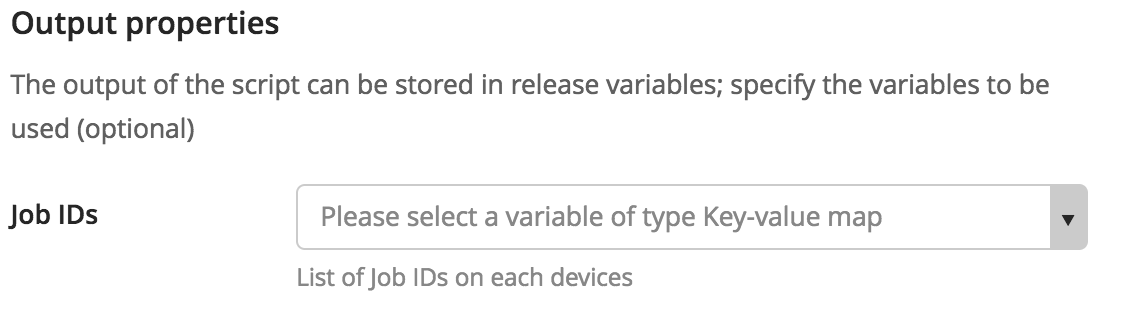 Output properties
The output of the script can be stored in release variables; specify the variables to be
used (optional)
Job IDs
Please select a variable of type Key-value map
List of Job IDs on each devices